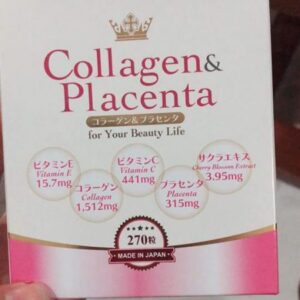 Collagen&
Placenta
コラーゲン&プラセンタ
for Your Beauty Life
ビタミンE
Vitamin E
15.7mg
コラーゲン
Collagen
1,512mg
ビタミンC
Vitamin C
441mg
プラセンタ
Placenta
315mg
サクラエキス
Cherry Blossom Extract
3.95mg
270粒
MADE IN JAPAN